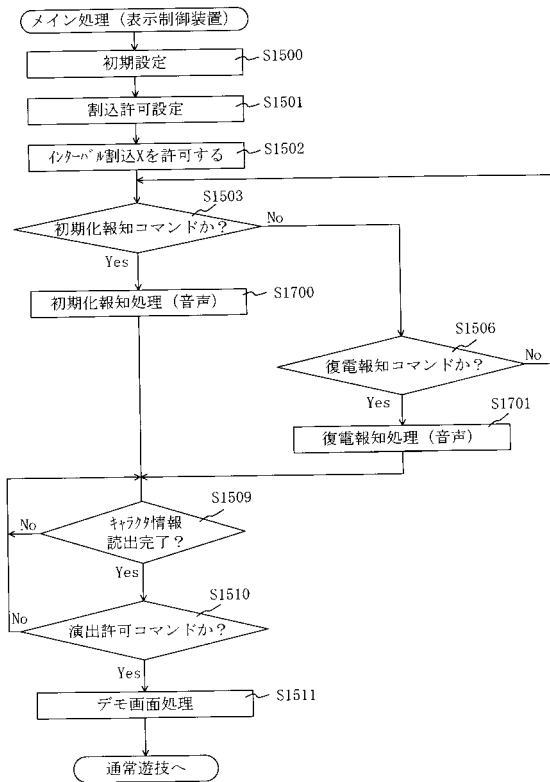 メイン処理（表示制御装置）
S1500
初期設定
S1501
割込許可設定
S1502
インターバル割込Xを許可する
S1503
初期化報知コマンドか？
No
Yes
S1700
初期化報知処理（音声）
S1506
復電報知コマンドか？
No
Yes
S1701
復電報知処理（音声）
S1509
キャラクタ情報
読出完了？
No
Yes
S1510
演出許可コマンドか？
No
Yes
S1511
デモ画面処理
通常遊技へ